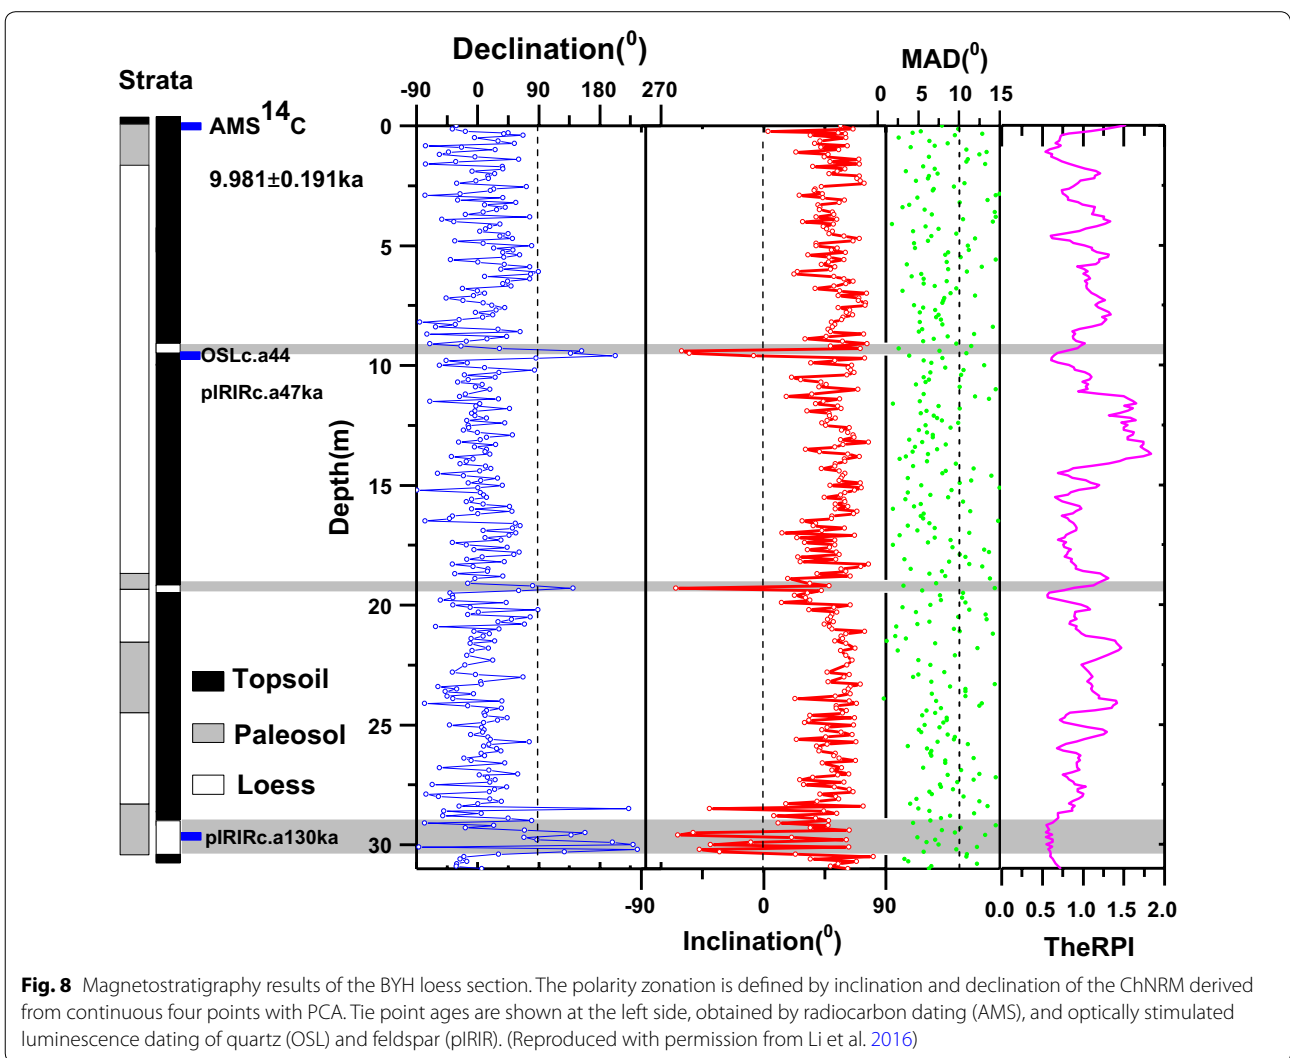 Declination(⁰)
MAD(⁰)
Strata
-90 0 90 180 270
0 5 10 15
AMS¹⁴C
9.981±0.191ka
0
5
OSLc.a44
10
pIRIRc.a47ka
Depth(m)
15
20
Topsoil
Paleosol
25
Loess
pIRIRc.a130ka
30
-90 0 90
0.0 0.5 1.0 1.5 2.0
Inclination(⁰)
TheRPI
Fig. 8 Magnetostratigraphy results of the BYH loess section. The polarity zonation is defined by inclination and declination of the ChNRM derived
from continuous four points with PCA. Tie point ages are shown at the left side, obtained by radiocarbon dating (AMS), and optically stimulated
luminescence dating of quartz (OSL) and feldspar (pIRIR). (Reproduced with permission from Li et al. 2016)